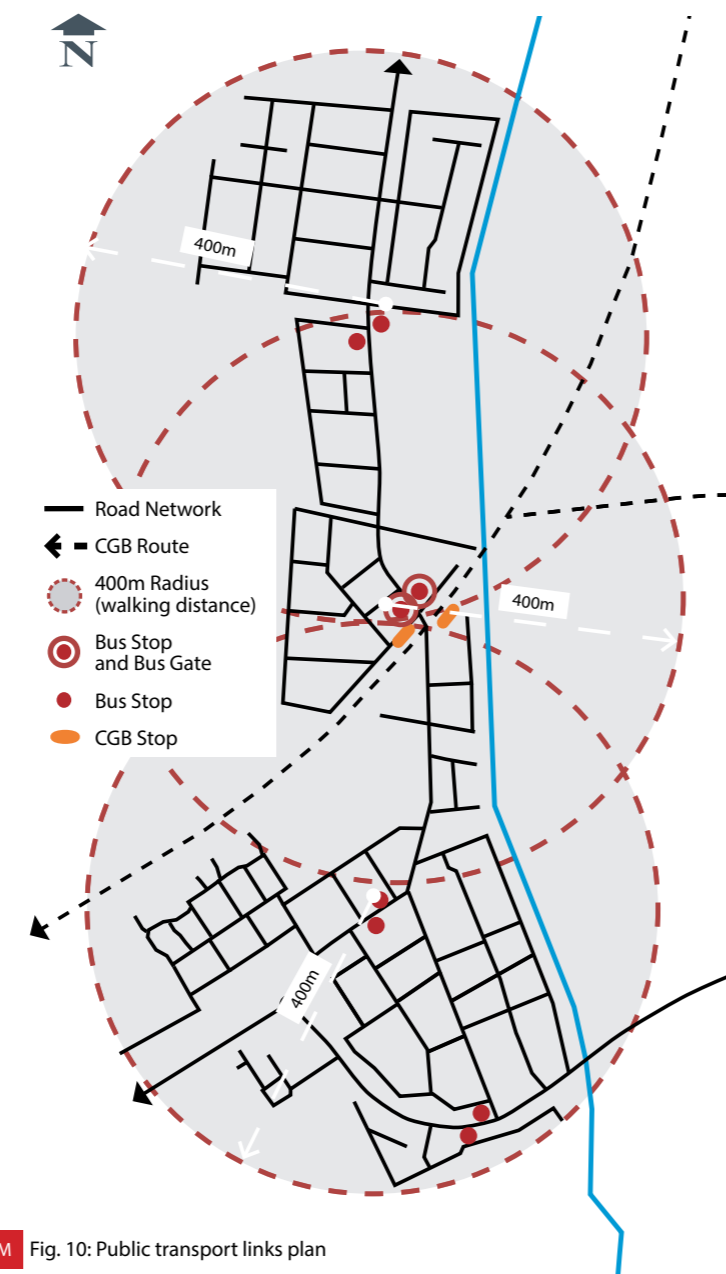 N
400m
Road Network
CGB Route
400m Radius
(walking distance)
Bus Stop
and Bus Gate
Bus Stop
CGB Stop
400m
400m
M
Fig. 10: Public transport links plan